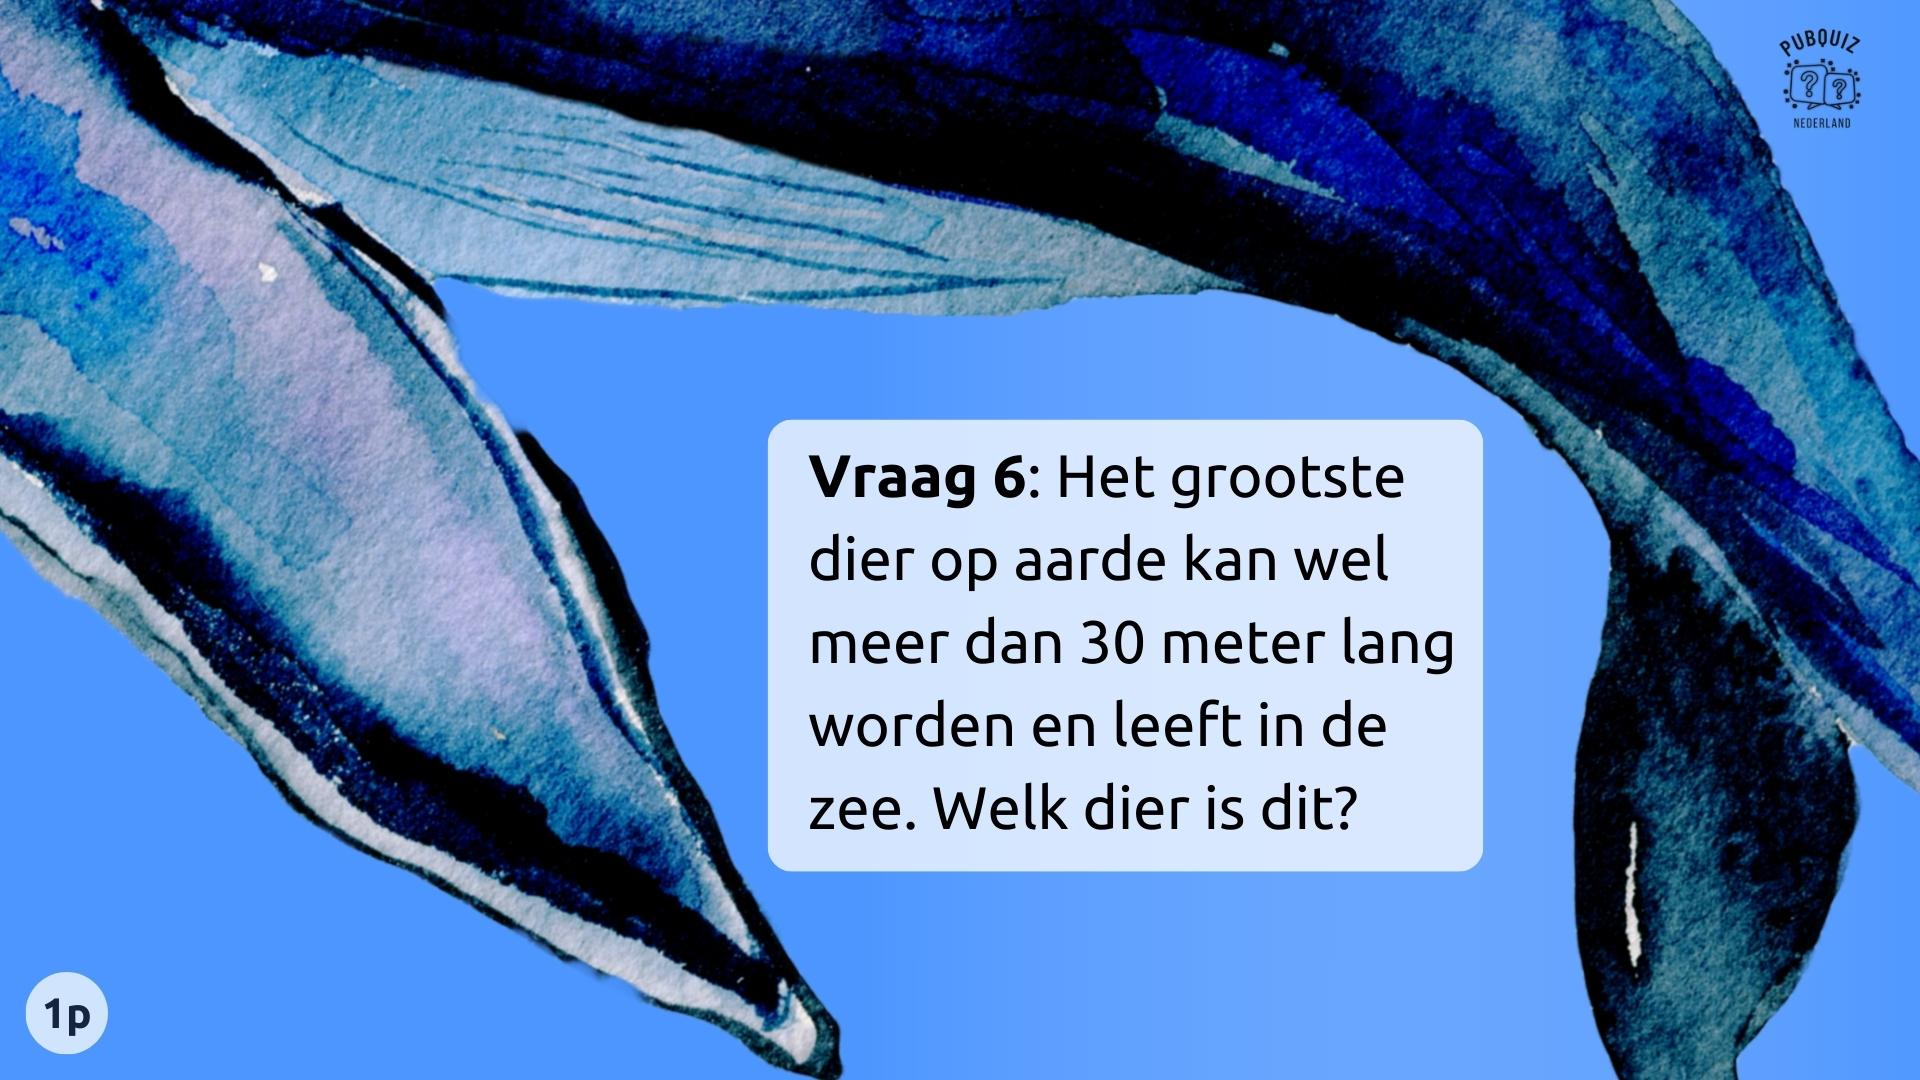 PUBQUIZ
? ?
NEDERLAND
Vraag 6: Het grootste
dier op aarde kan wel
meer dan 30 meter lang
worden en leeft in de
zee. Welk dier is dit?
1p